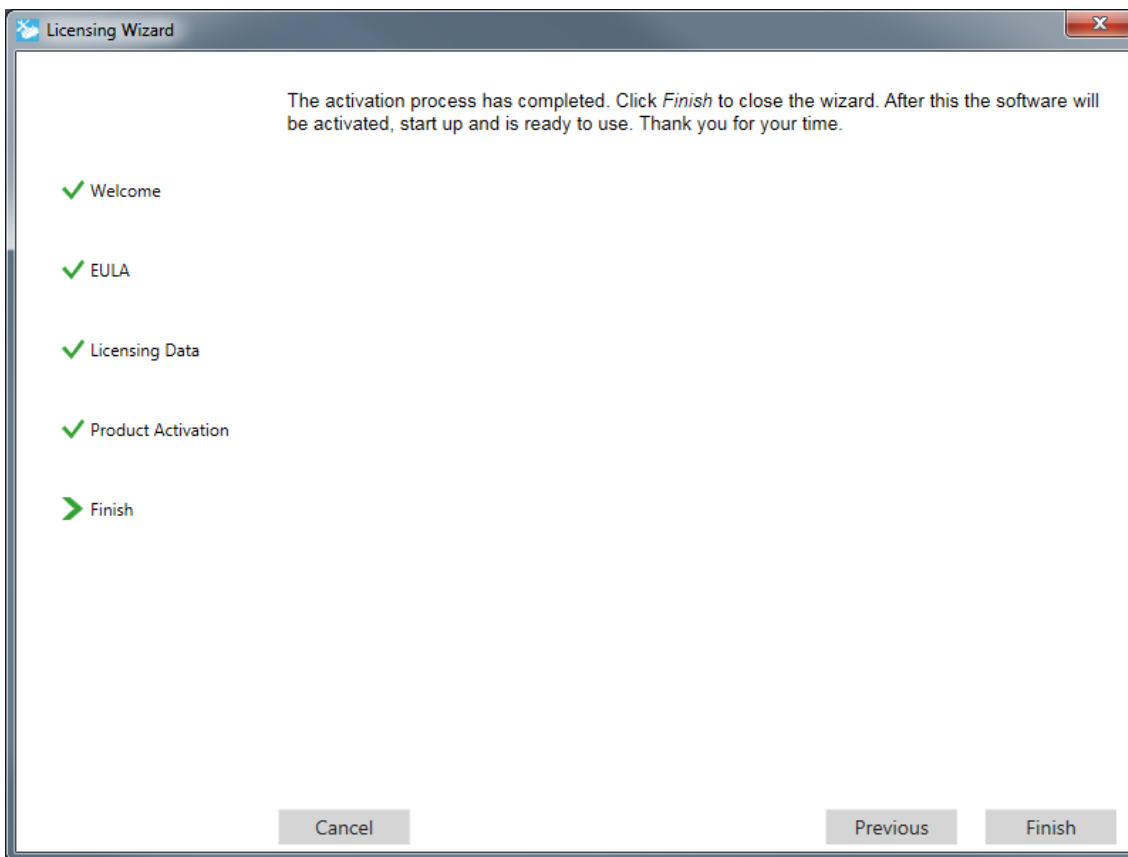 Licensing Wizard
The activation process has completed. Click Finish to close the wizard. After this the software will
be activated, start up and is ready to use. Thank you for your time.
Welcome
EULA
Licensing Data
Product Activation
Finish
Cancel
Previous
Finish